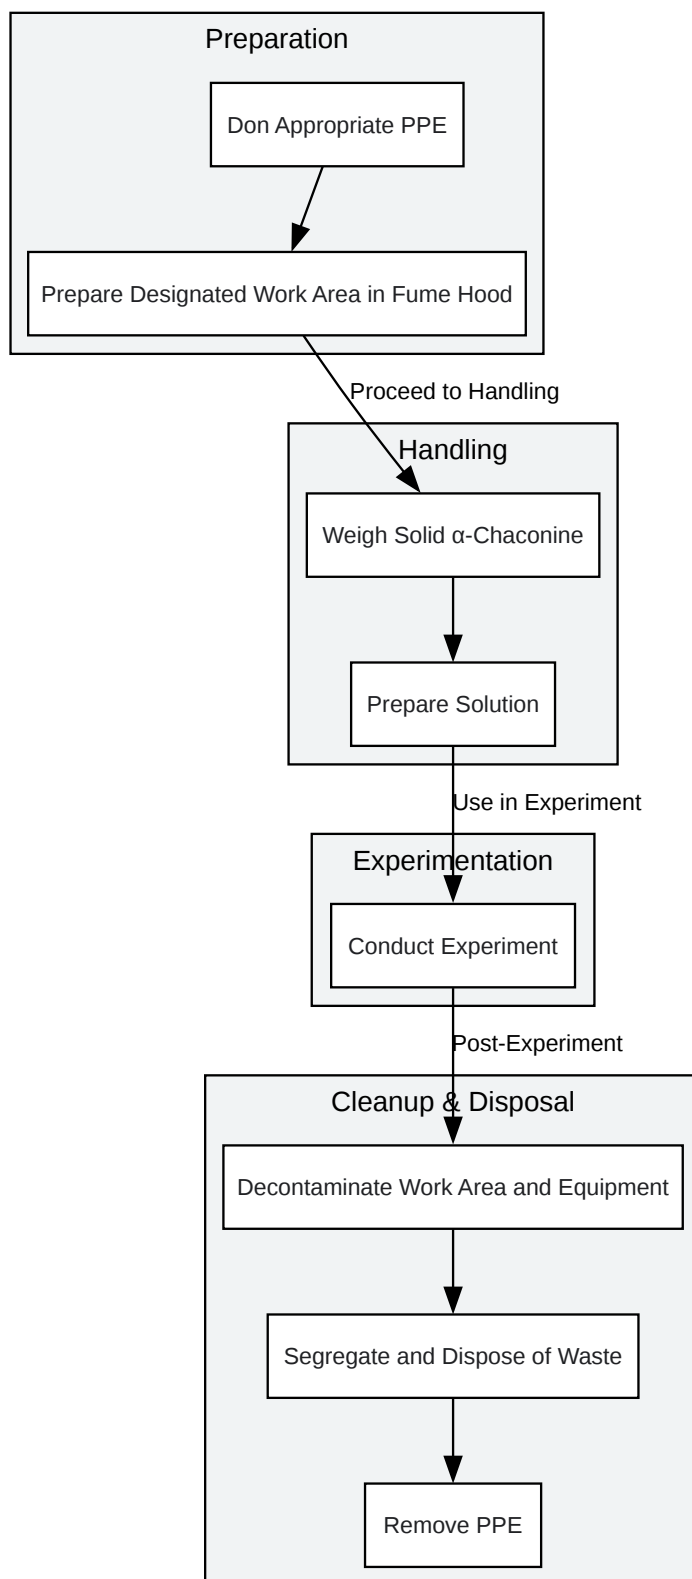 Preparation
Don Appropriate PPE
Prepare Designated Work Area in Fume Hood
Proceed to Handling
Handling
Weigh Solid α-Chaconine
Prepare Solution
Use in Experiment
Experimentation
Conduct Experiment
Post-Experiment
Cleanup & Disposal
Decontaminate Work Area and Equipment
Segregate and Dispose of Waste
Remove PPE